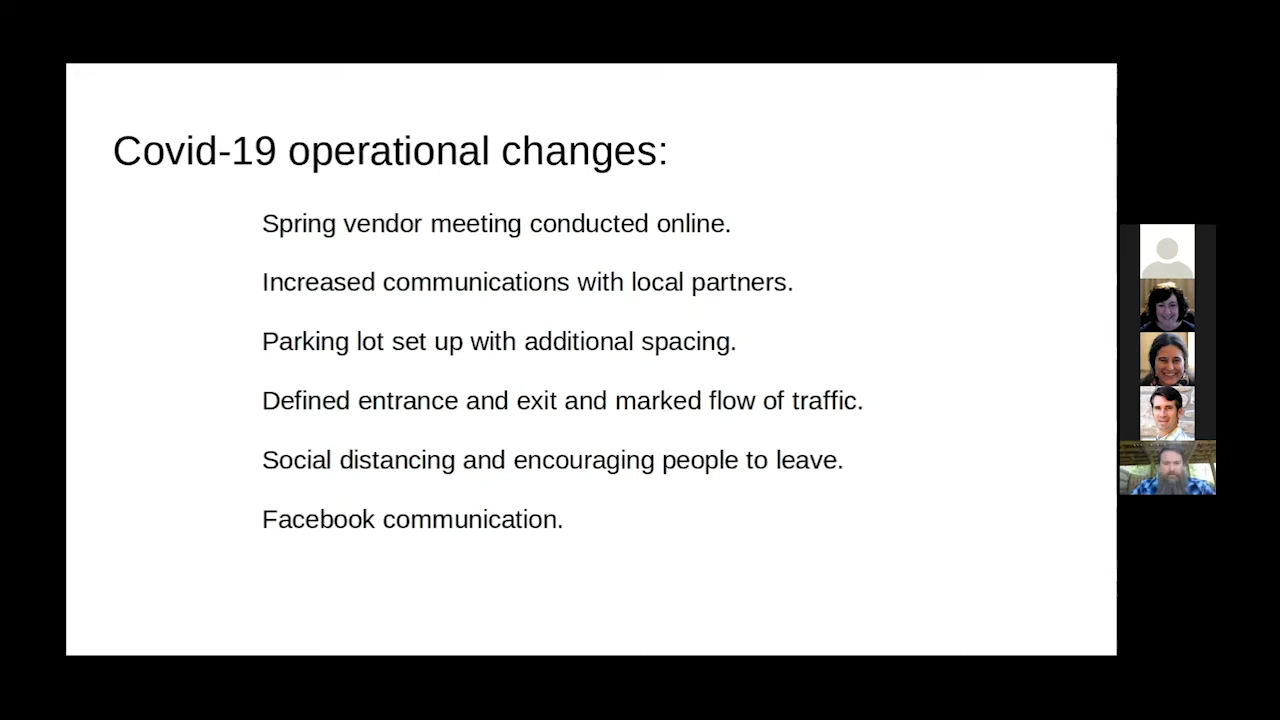 Covid-19 operational changes:
Spring vendor meeting conducted online.
Increased communications with local partners.
Parking lot set up with additional spacing.
Defined entrance and exit and marked flow of traffic.
Social distancing and encouraging people to leave.
Facebook communication.